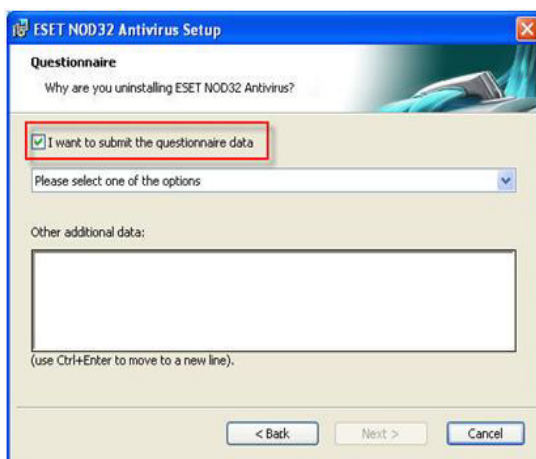 ESET NOD32 Antivirus Setup
Questionnaire
Why are you uninstalling ESET NOD32 Antivirus?
I want to submit the questionnaire data
Please select one of the options
Other additional data:
(use Ctrl+Enter to move to a new line).
< Back
Next >
Cancel